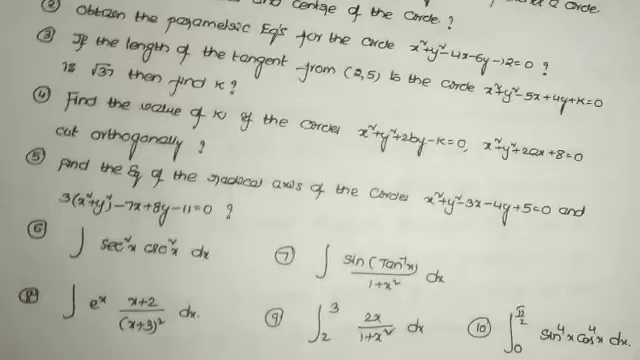 and centre of the circle ?
② Obtain the parametric Eq's for the circle x²+y²-4x-6y-12=0 ?
③ If the length of the tangent from (2,5) to the circle x²+y²-5x+4y+k=0
is √37 then find k ?
④ Find the value of k if the circles x²+y²+2by-k=0, x²+y²+2ax+8=0
cut orthogonally ?
⑤ Find the Eq of the radical axis of the circles x²+y²-3x-4y+5=0 and
3(x²+y²)-7x+8y-11=0 ?
⑥ ∫ sec²x csc²x dx ⑦ ∫ sin(Tan⁻¹x)/(1+x²) dx
⑧ ∫ eˣ (x+2)/(x+3)² dx. ⑨ ∫₂³ 2x/(1+x²) dx ⑩ ∫₀^(π/2) sin⁴x cos⁴x dx.